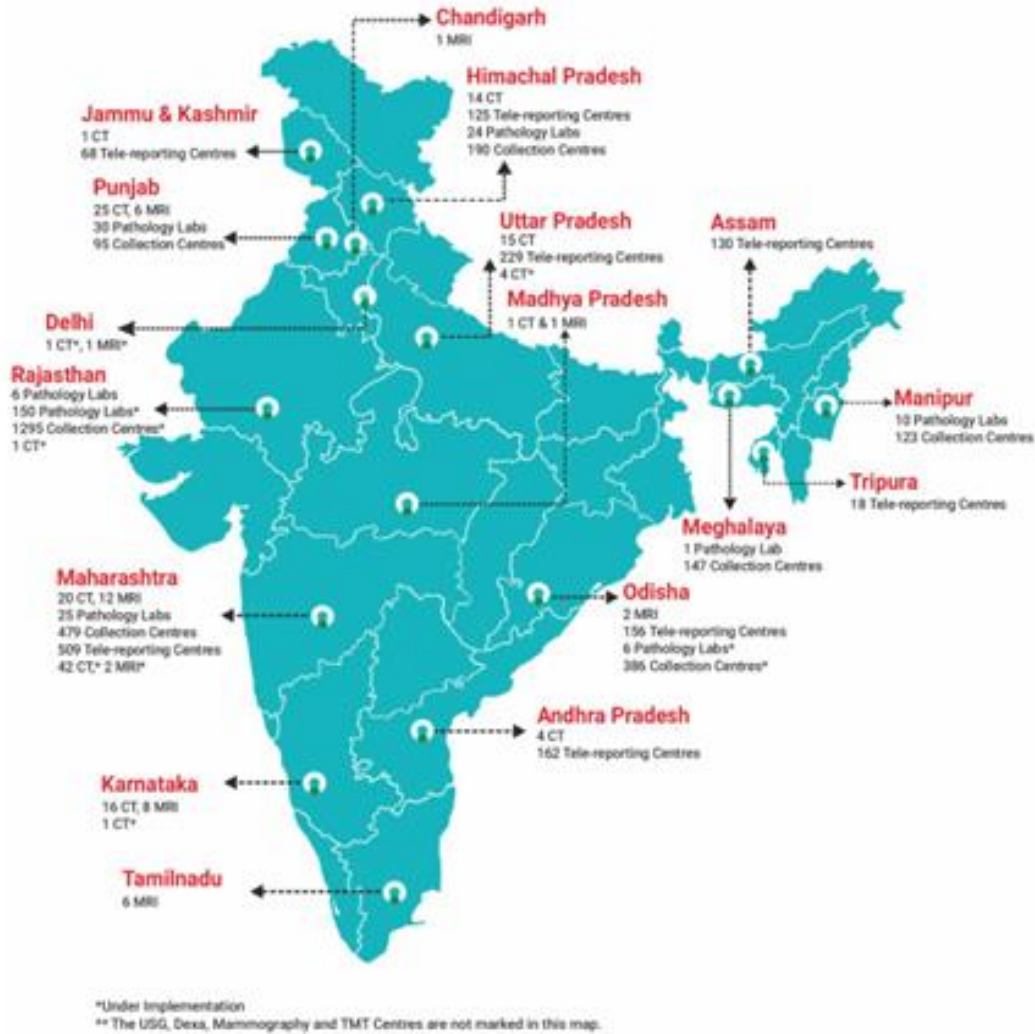 Chandigarh
1 MRI
Himachal Pradesh
14 CT
125 Tele-reporting Centres
24 Pathology Labs
190 Collection Centres
Jammu & Kashmir
1 CT
68 Tele-reporting Centres
Punjab
25 CT, 6 MRI
30 Pathology Labs
95 Collection Centres
Uttar Pradesh
15 CT
229 Tele-reporting Centres
4 CT*
Assam
130 Tele-reporting Centres
Madhya Pradesh
1 CT & 1 MRI
Delhi
1 CT*, 1 MRI*
Rajasthan
6 Pathology Labs
150 Pathology Labs*
1295 Collection Centres*
1 CT*
Manipur
10 Pathology Labs
123 Collection Centres
Tripura
18 Tele-reporting Centres
Meghalaya
1 Pathology Lab
147 Collection Centres
Maharashtra
20 CT, 12 MRI
25 Pathology Labs
479 Collection Centres
509 Tele-reporting Centres
42 CT,* 2 MRI*
Odisha
2 MRI
156 Tele-reporting Centres
6 Pathology Labs*
386 Collection Centres*
Andhra Pradesh
4 CT
162 Tele-reporting Centres
Karnataka
16 CT, 8 MRI
1 CT*
Tamilnadu
6 MRI
*Under Implementation
** The USG, Dexa, Mammography and TMT Centres are not marked in this map.